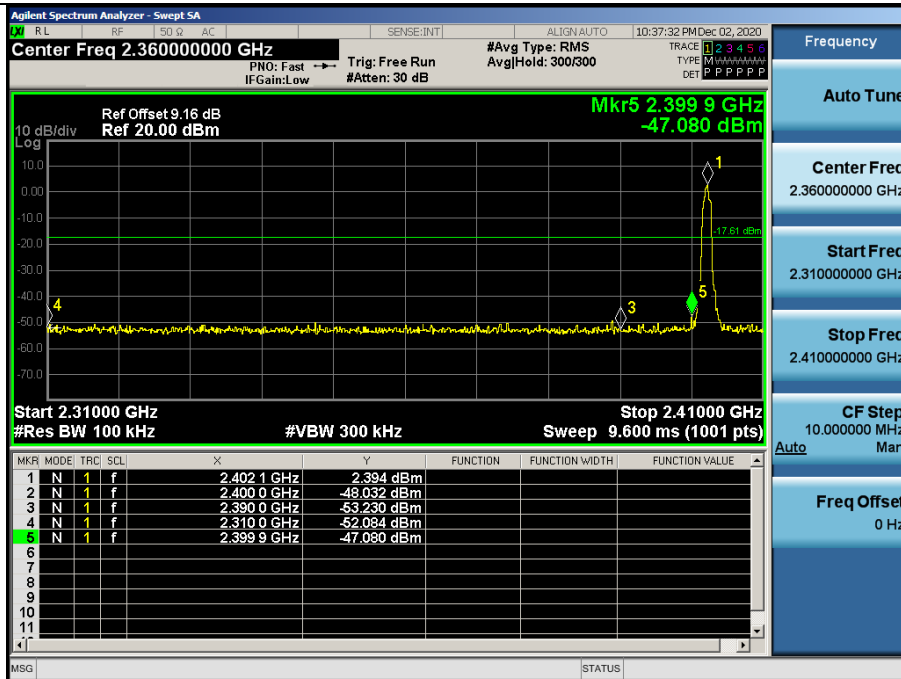 Agilent Spectrum Analyzer - Swept SA
LXI RL RF 50 Ω AC SENSE:INT ALIGN AUTO 10:37:32 PM Dec 02, 2020
Center Freq 2.360000000 GHz
PNO: Fast
IFGain:Low
Trig: Free Run
#Atten: 30 dB
#Avg Type: RMS
Avg|Hold: 300/300
TRACE 1 2 3 4 5 6
TYPE M WWWWW
DET P P P P P P
Mkr5 2.399 9 GHz
-47.080 dBm
Ref Offset 9.16 dB
10 dB/div Ref 20.00 dBm
Log
10.0
0.00
-10.0
-20.0
-30.0
-40.0
-50.0
-60.0
-70.0
1
-17.61 dBm
4
3
5
Start 2.31000 GHz Stop 2.41000 GHz
#Res BW 100 kHz #VBW 300 kHz Sweep 9.600 ms (1001 pts)
MKR MODE TRC SCL X Y FUNCTION FUNCTION WIDTH FUNCTION VALUE
1 N 1 f 2.402 1 GHz 2.394 dBm
2 N 1 f 2.400 0 GHz -48.032 dBm
3 N 1 f 2.390 0 GHz -53.230 dBm
4 N 1 f 2.310 0 GHz -52.084 dBm
5 N 1 f 2.399 9 GHz -47.080 dBm
6
7
8
9
10
11
MSG STATUS
Frequency
Auto Tune
Center Freq
2.360000000 GHz
Start Freq
2.310000000 GHz
Stop Freq
2.410000000 GHz
CF Step
10.000000 MHz
Auto Man
Freq Offset
0 Hz